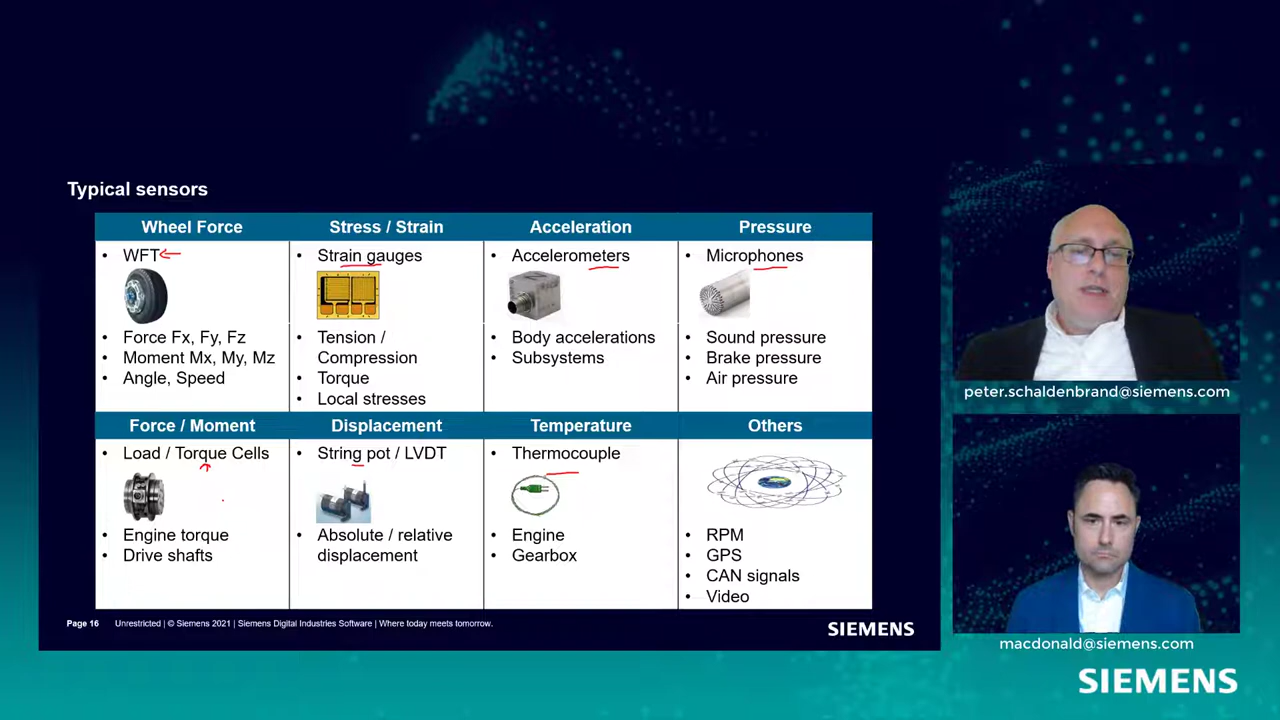 Typical sensors
Wheel Force
Stress / Strain
Acceleration
Pressure
• WFT
• Strain gauges
• Accelerometers
• Microphones
• Force Fx, Fy, Fz
• Moment Mx, My, Mz
• Angle, Speed
• Tension /
Compression
• Torque
• Local stresses
• Body accelerations
• Subsystems
• Sound pressure
• Brake pressure
• Air pressure
Force / Moment
Displacement
Temperature
Others
• Load / Torque Cells
• String pot / LVDT
• Thermocouple
• Engine torque
• Drive shafts
• Absolute / relative
displacement
• Engine
• Gearbox
• RPM
• GPS
• CAN signals
• Video
Page 16 Unrestricted | © Siemens 2021 | Siemens Digital Industries Software | Where today meets tomorrow.
SIEMENS
peter.schaldenbrand@siemens.com
macdonald@siemens.com
SIEMENS